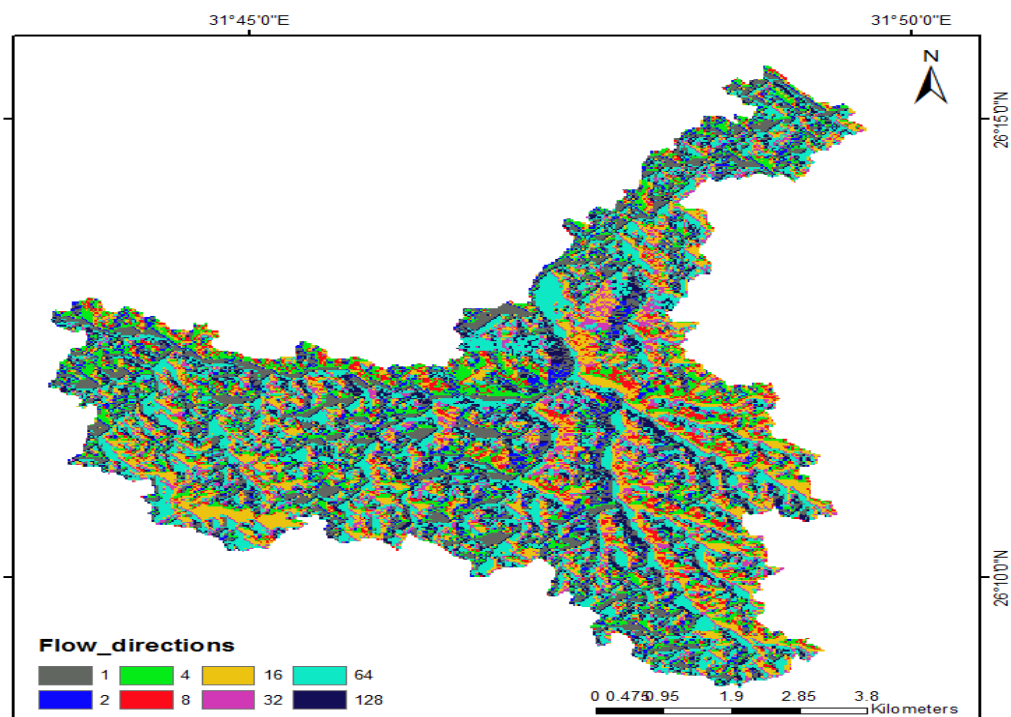 31°45'0"E 31°50'0"E
N
26°15'0"N
26°10'0"N
Flow_directions
1 4 16 64
2 8 32 128
0 0.475 0.95 1.9 2.85 3.8
Kilometers